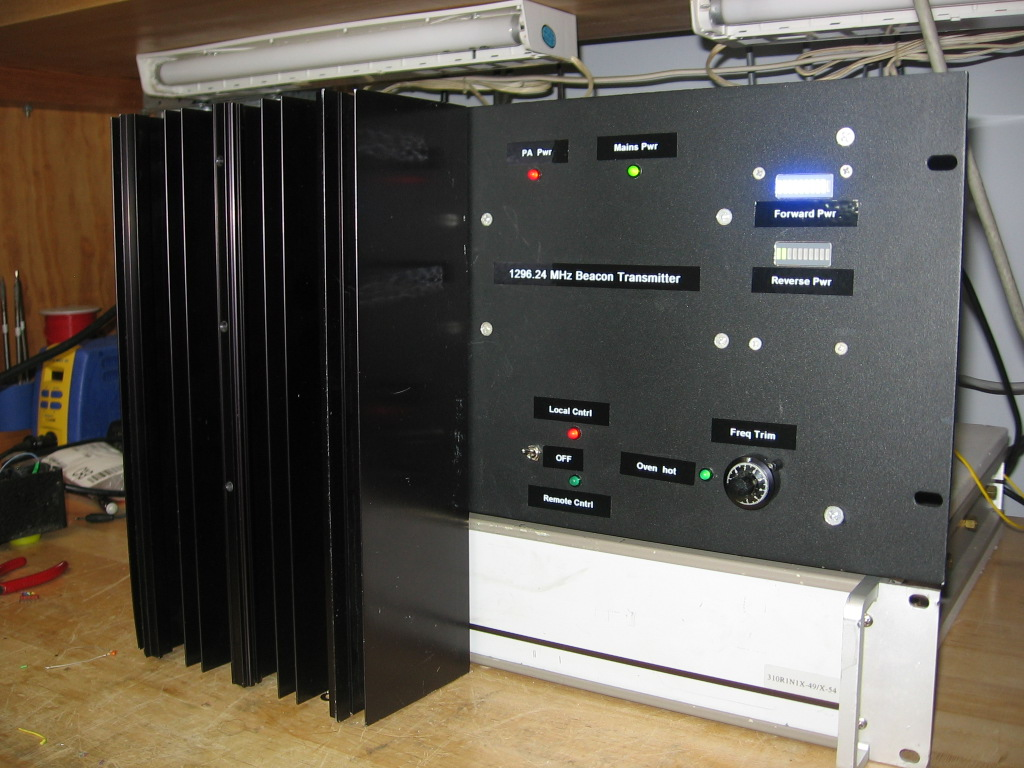 PA Pwr
Mains Pwr
Forward Pwr
1296.24 MHz Beacon Transmitter
Reverse Pwr
Local Cntrl
OFF
Remote Cntrl
Oven hot
Freq Trim
310R1N1X-49/X-54